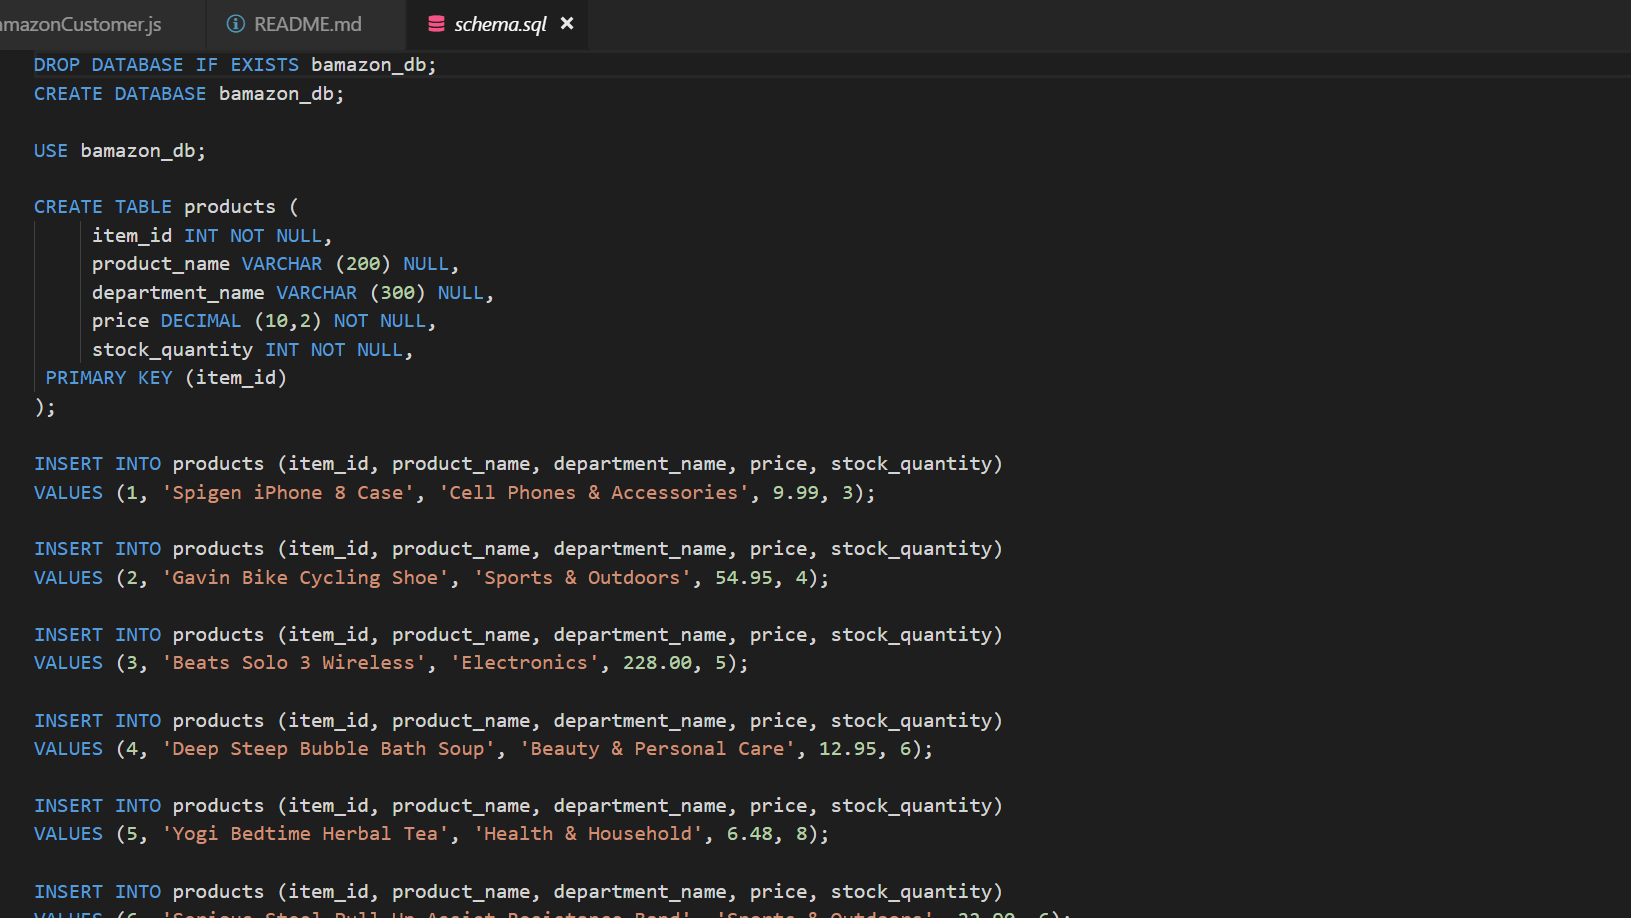 amazonCustomer.js README.md schema.sql ×
DROP DATABASE IF EXISTS bamazon_db;
CREATE DATABASE bamazon_db;
USE bamazon_db;
CREATE TABLE products (
item_id INT NOT NULL,
product_name VARCHAR (200) NULL,
department_name VARCHAR (300) NULL,
price DECIMAL (10,2) NOT NULL,
stock_quantity INT NOT NULL,
PRIMARY KEY (item_id)
);
INSERT INTO products (item_id, product_name, department_name, price, stock_quantity)
VALUES (1, 'Spigen iPhone 8 Case', 'Cell Phones & Accessories', 9.99, 3);
INSERT INTO products (item_id, product_name, department_name, price, stock_quantity)
VALUES (2, 'Gavin Bike Cycling Shoe', 'Sports & Outdoors', 54.95, 4);
INSERT INTO products (item_id, product_name, department_name, price, stock_quantity)
VALUES (3, 'Beats Solo 3 Wireless', 'Electronics', 228.00, 5);
INSERT INTO products (item_id, product_name, department_name, price, stock_quantity)
VALUES (4, 'Deep Steep Bubble Bath Soup', 'Beauty & Personal Care', 12.95, 6);
INSERT INTO products (item_id, product_name, department_name, price, stock_quantity)
VALUES (5, 'Yogi Bedtime Herbal Tea', 'Health & Household', 6.48, 8);
INSERT INTO products (item_id, product_name, department_name, price, stock_quantity)